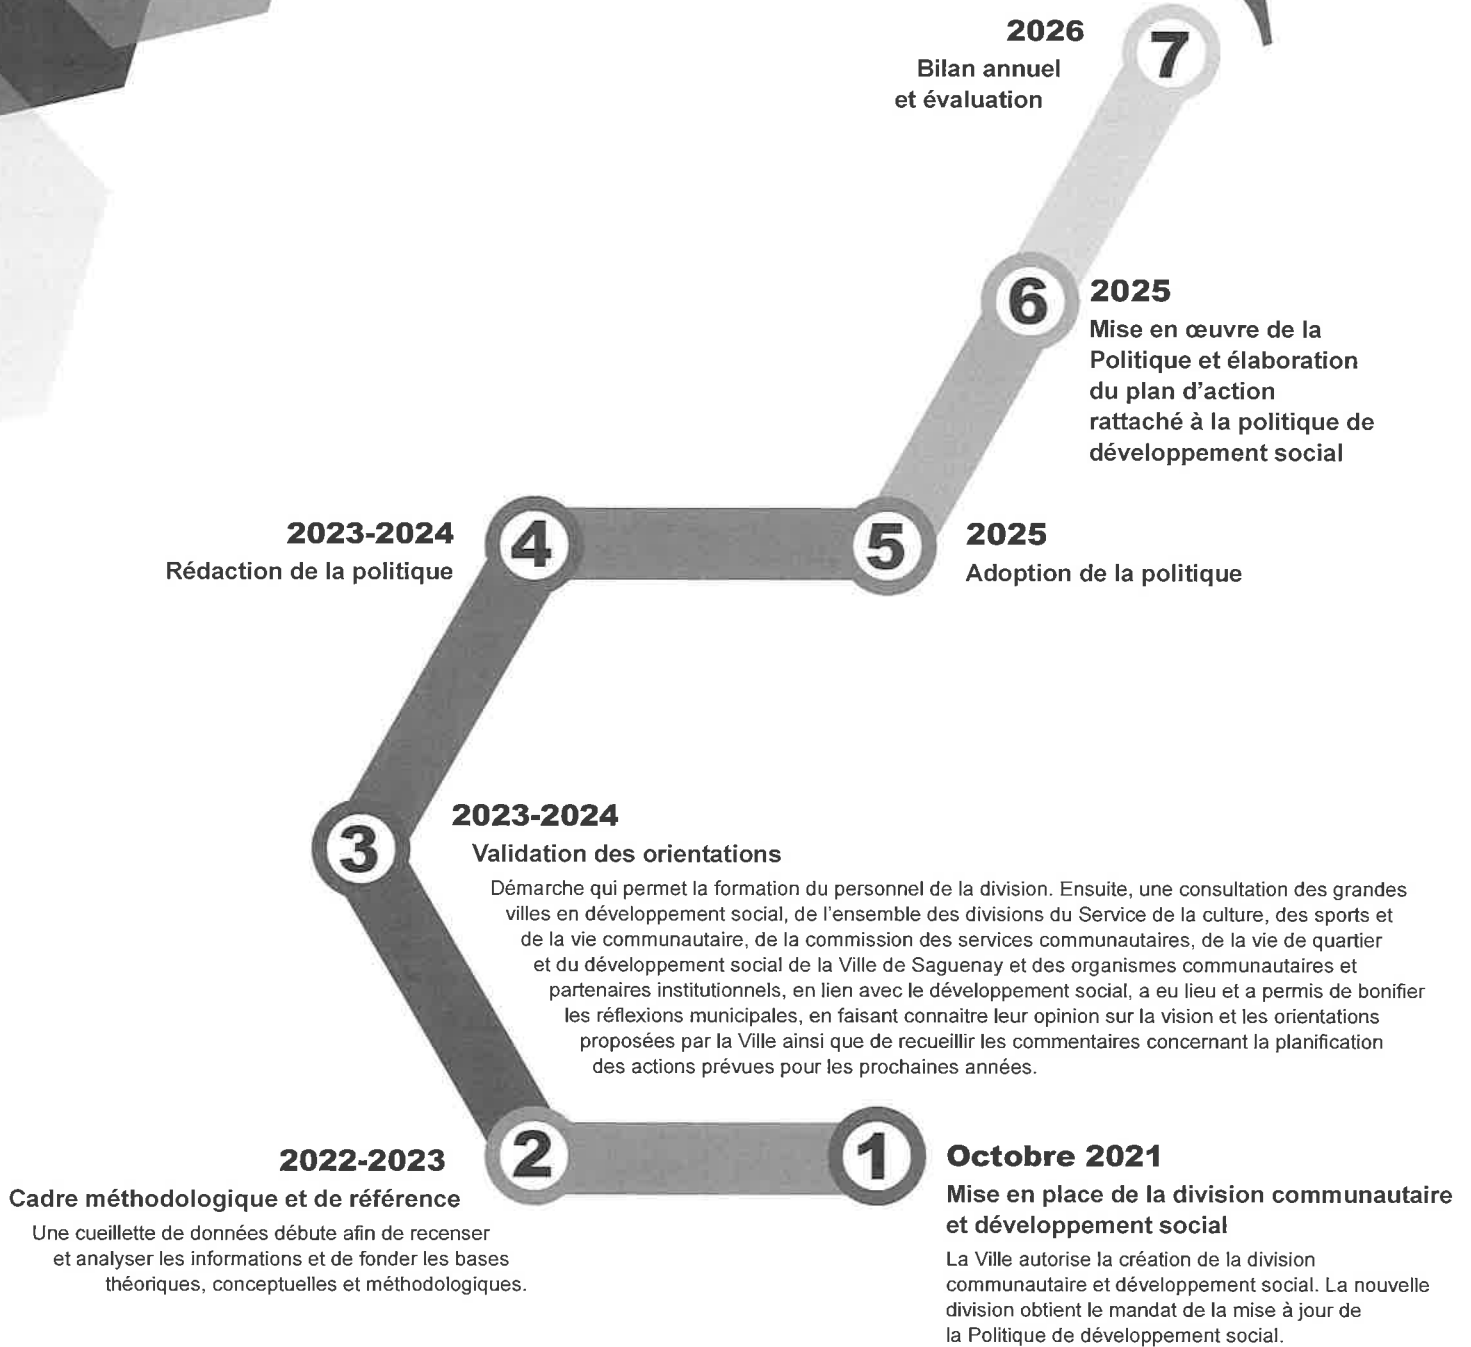 2026
Bilan annuel
et évaluation
7
6
2025
Mise en œuvre de la
Politique et élaboration
du plan d'action
rattaché à la politique de
développement social
2023-2024
Rédaction de la politique
4
5
2025
Adoption de la politique
3
2023-2024
Validation des orientations
Démarche qui permet la formation du personnel de la division. Ensuite, une consultation des grandes
villes en développement social, de l'ensemble des divisions du Service de la culture, des sports et
de la vie communautaire, de la commission des services communautaires, de la vie de quartier
et du développement social de la Ville de Saguenay et des organismes communautaires et
partenaires institutionnels, en lien avec le développement social, a eu lieu et a permis de bonifier
les réflexions municipales, en faisant connaitre leur opinion sur la vision et les orientations
proposées par la Ville ainsi que de recueillir les commentaires concernant la planification
des actions prévues pour les prochaines années.
2022-2023
Cadre méthodologique et de référence
Une cueillette de données débute afin de recenser
et analyser les informations et de fonder les bases
théoriques, conceptuelles et méthodologiques.
2
1
Octobre 2021
Mise en place de la division communautaire
et développement social
La Ville autorise la création de la division
communautaire et développement social. La nouvelle
division obtient le mandat de la mise à jour de
la Politique de développement social.